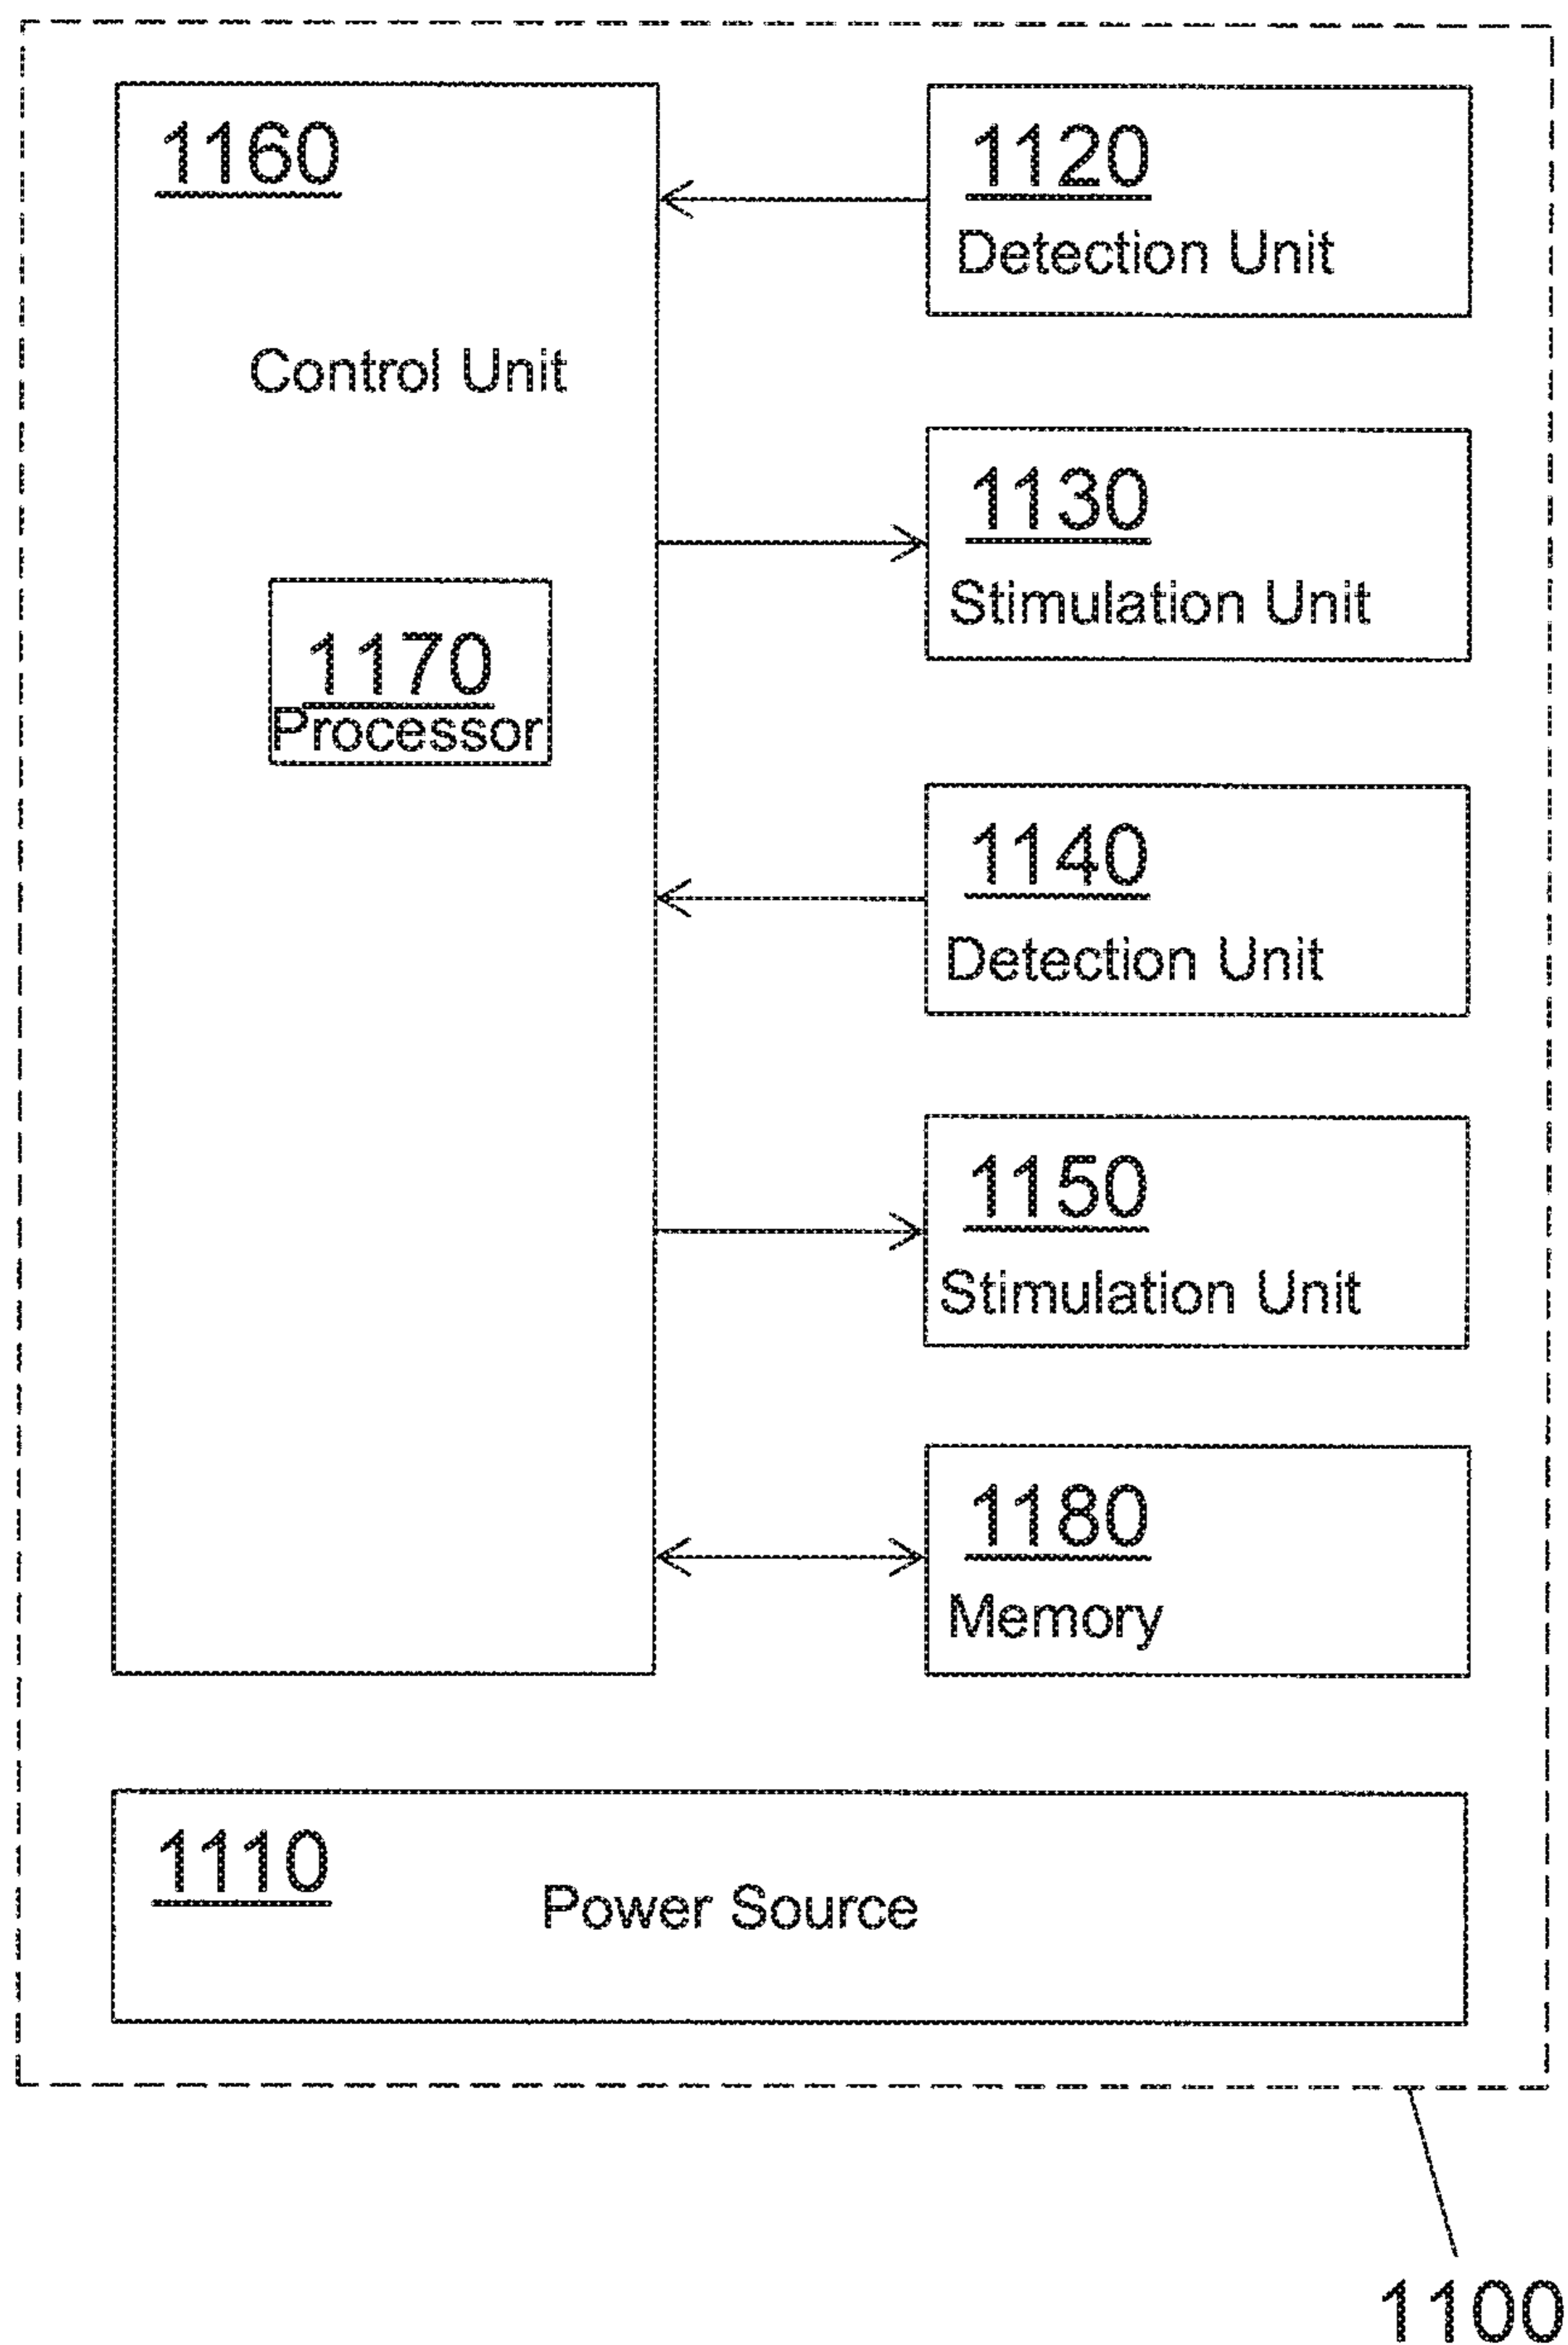 1160
Control Unit
1170
Processor
1120
Detection Unit
1130
Stimulation Unit
1140
Detection Unit
1150
Stimulation Unit
1180
Memory
1110
Power Source
1100